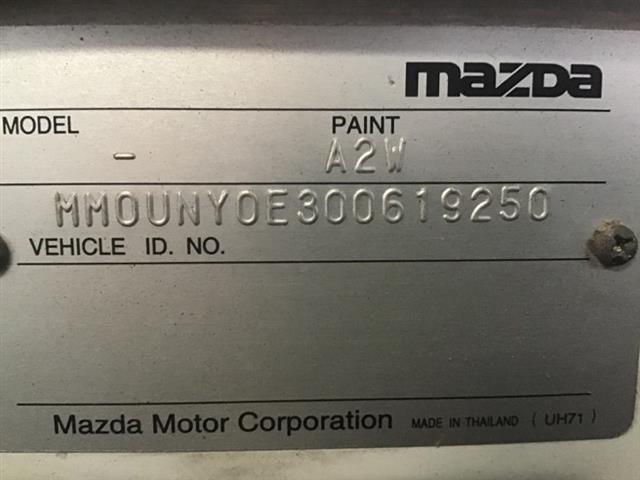 mazda
MODEL PAINT
- A2W
MM0UNY0E300619250
VEHICLE ID. NO.
Mazda Motor Corporation MADE IN THAILAND ( UH71 )